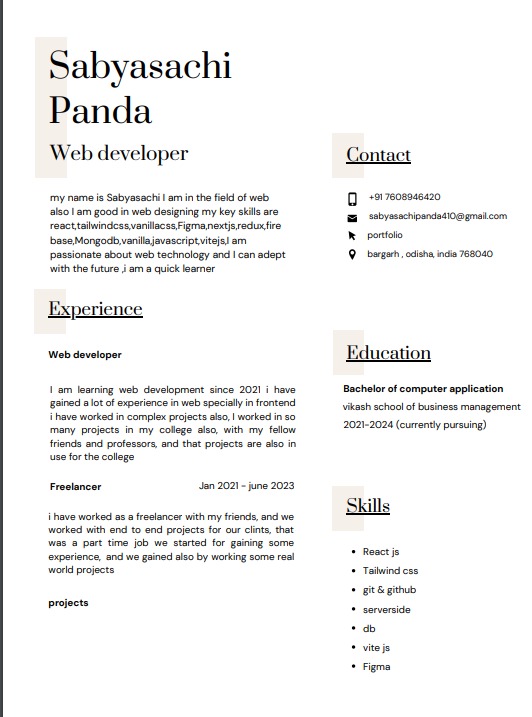 Sabyasachi
Panda
Web developer
my name is Sabyasachi I am in the field of web
also I am good in web designing my key skills are
react,tailwindcss,vanillacss,Figma,nextjs,redux,fire
base,Mongodb,vanilla,javascript,vitejs,I am
passionate about web technology and I can adept
with the future ,i am a quick learner
Experience
Web developer
I am learning web development since 2021 i have
gained a lot of experience in web specially in frontend
i have worked in complex projects also, I worked in so
many projects in my college also, with my fellow
friends and professors, and that projects are also in
use for the college
Freelancer Jan 2021 - june 2023
i have worked as a freelancer with my friends, and we
worked with end to end projects for our clints, that
was a part time job we started for gaining some
experience, and we gained also by working some real
world projects
projects
Contact
+91 7608946420
sabyasachipanda410@gmail.com
portfolio
bargarh , odisha, india 768040
Education
Bachelor of computer application
vikash school of business management
2021-2024 (currently pursuing)
Skills
• React js
• Tailwind css
• git & github
• serverside
• db
• vite js
• Figma